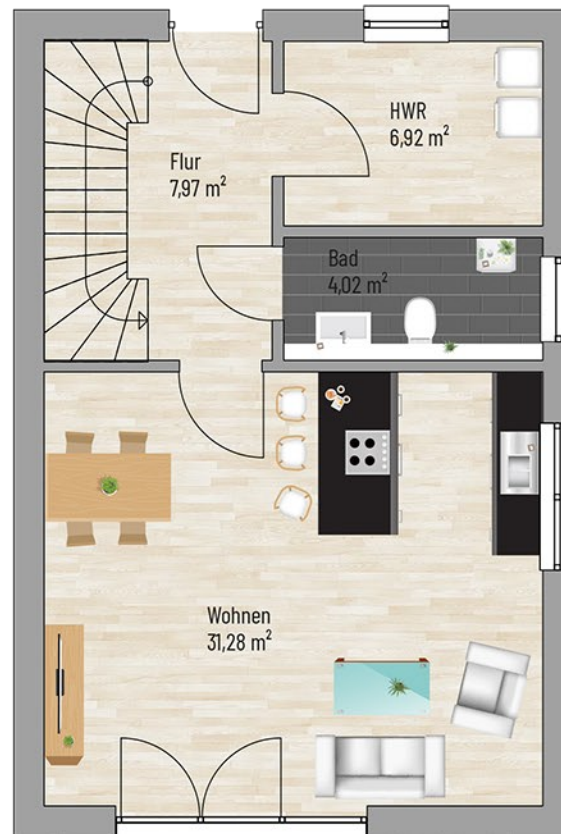 HWR
6,92 m²
Flur
7,97 m²
Bad
4,02 m²
Wohnen
31,28 m²